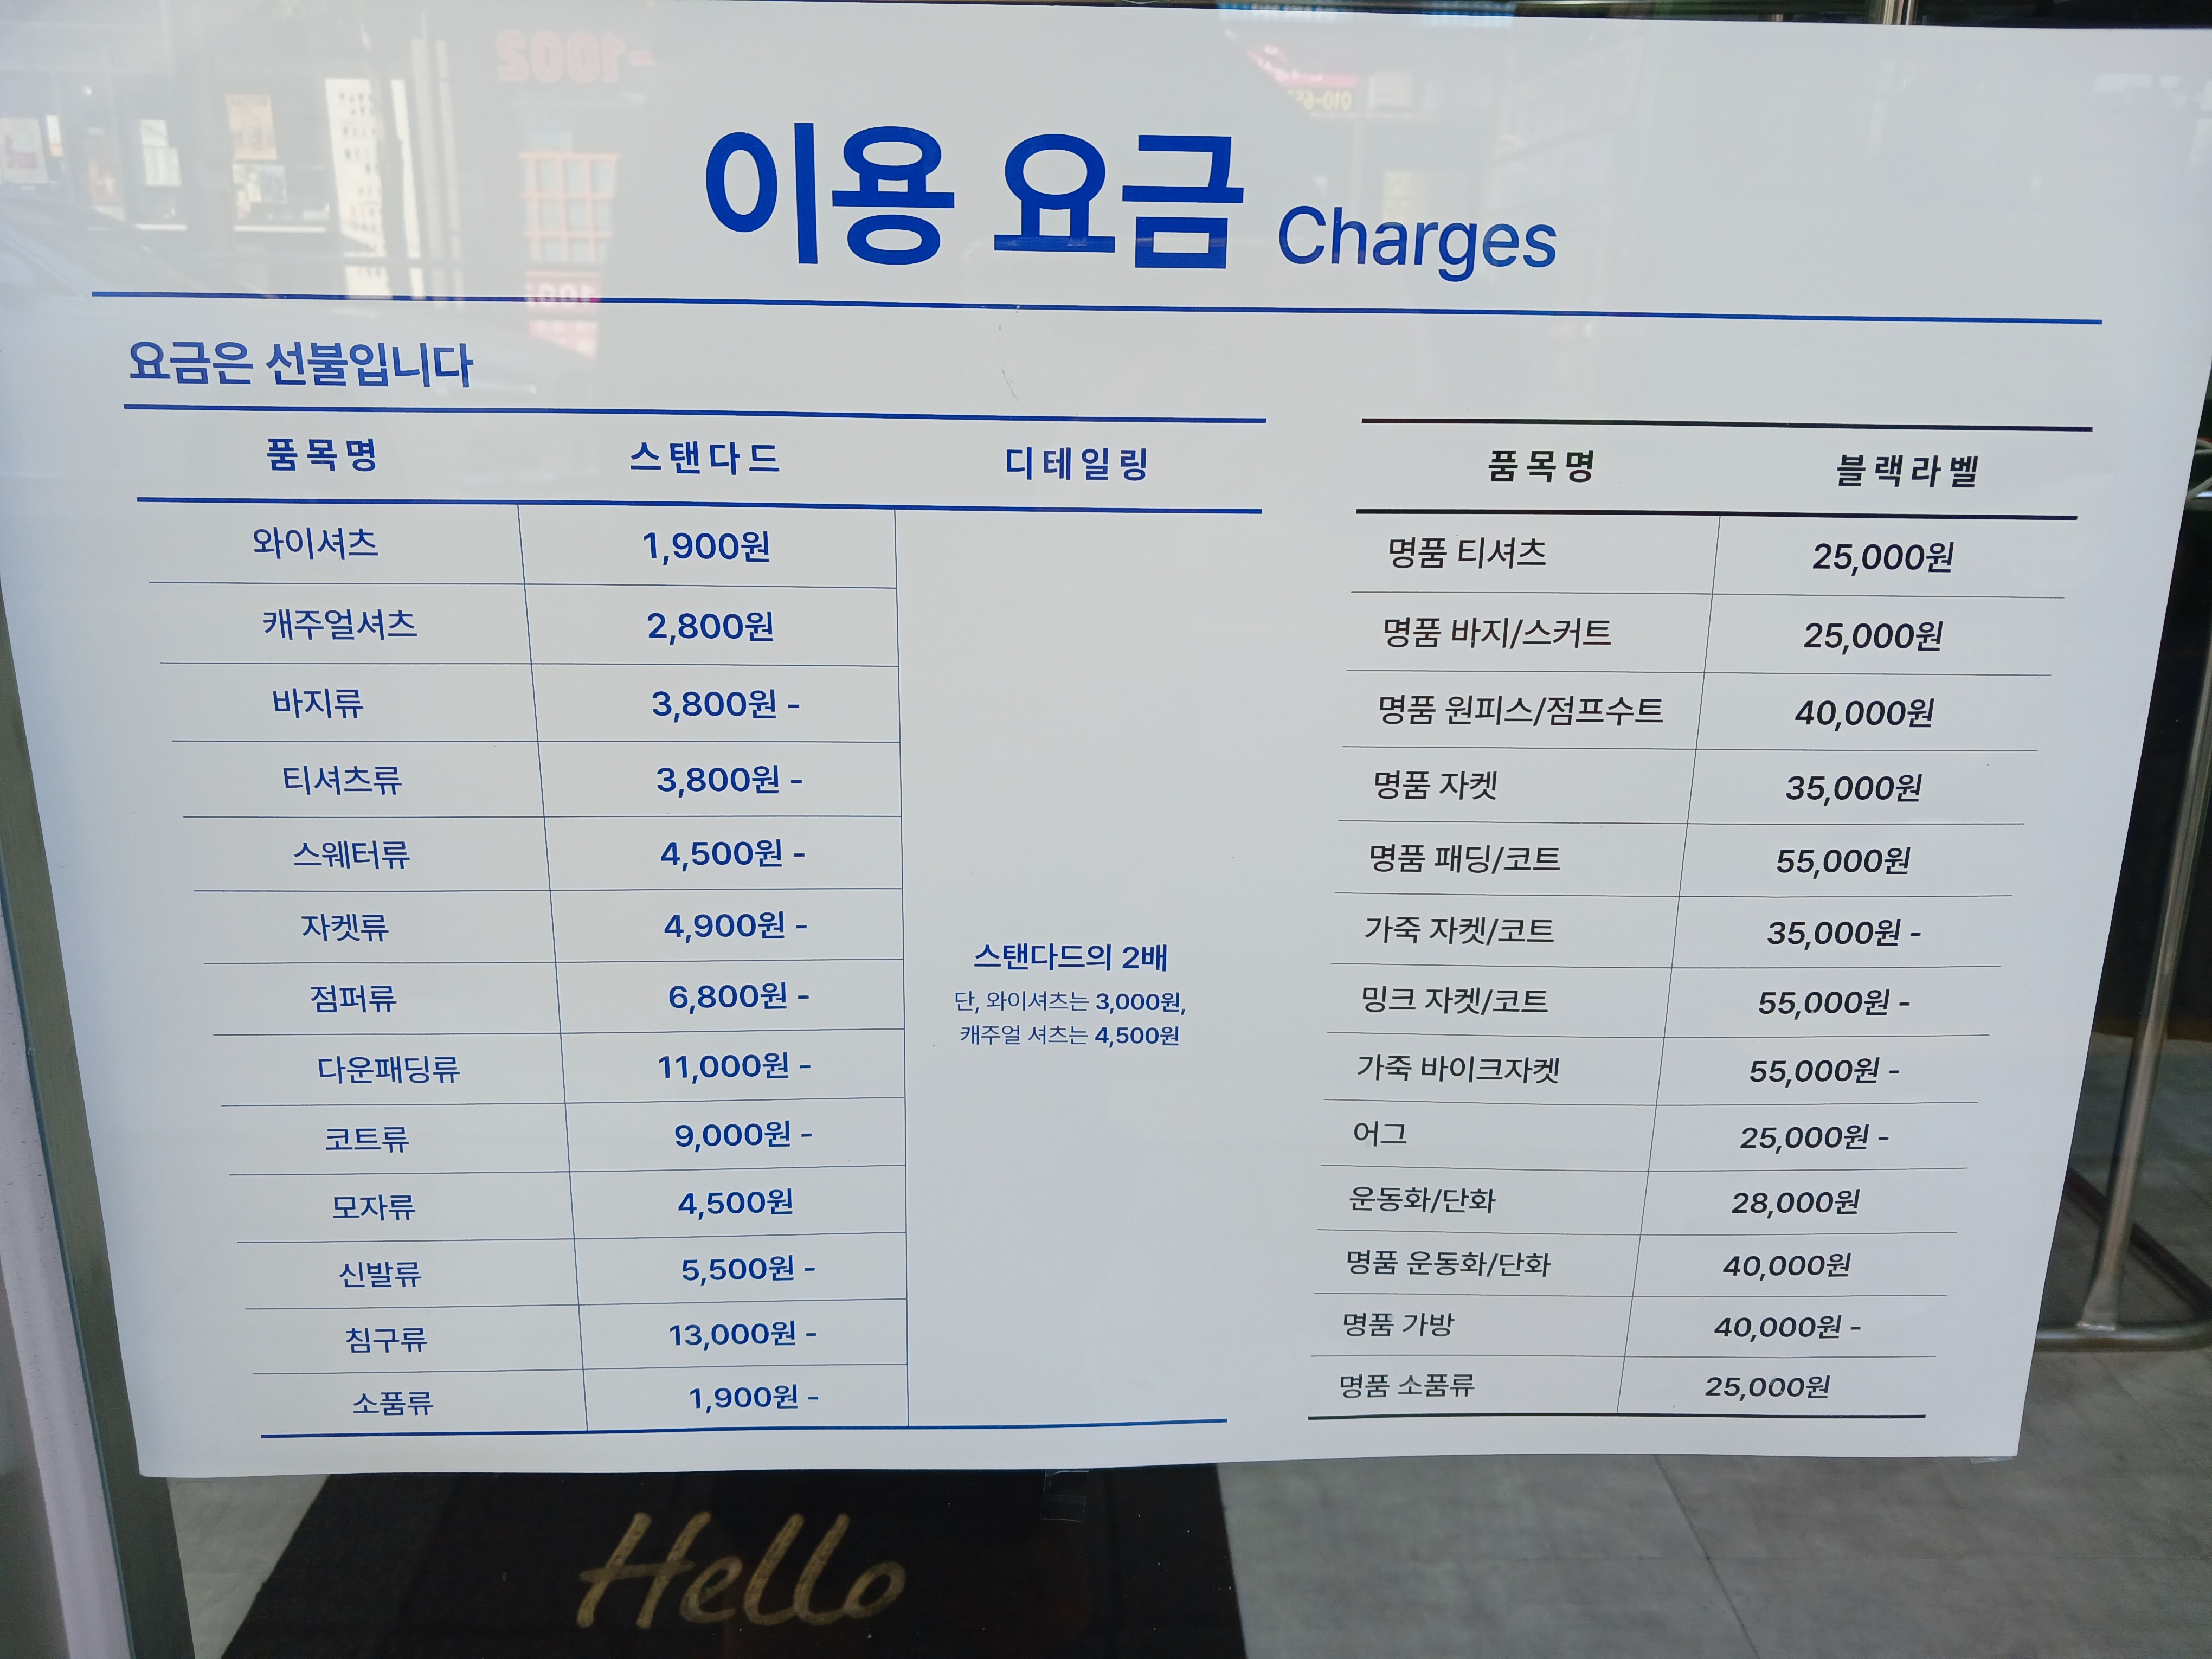 이용 요금 Charges
요금은 선불입니다
품목명 스탠다드 디테일링
와이셔츠 1,900원
캐주얼셔츠 2,800원
바지류 3,800원 -
티셔츠류 3,800원 -
스웨터류 4,500원 -
자켓류 4,900원 -
점퍼류 6,800원 -
다운패딩류 11,000원 -
코트류 9,000원 -
모자류 4,500원
신발류 5,500원 -
침구류 13,000원 -
소품류 1,900원 -
스탠다드의 2배
단, 와이셔츠는 3,000원,
캐주얼 셔츠는 4,500원
품목명 블랙라벨
명품 티셔츠 25,000원
명품 바지/스커트 25,000원
명품 원피스/점프수트 40,000원
명품 자켓 35,000원
명품 패딩/코트 55,000원
가죽 자켓/코트 35,000원 -
밍크 자켓/코트 55,000원 -
가죽 바이크자켓 55,000원 -
어그 25,000원 -
운동화/단화 28,000원
명품 운동화/단화 40,000원
명품 가방 40,000원 -
명품 소품류 25,000원
Hello